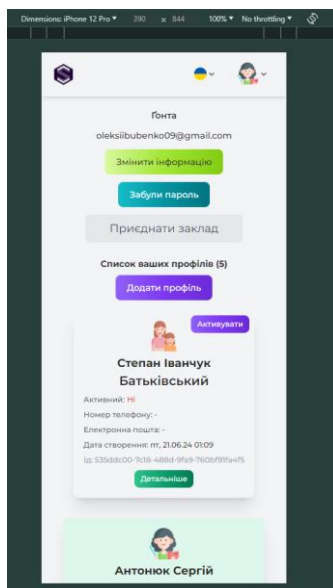 Dimensions: iPhone 12 Pro ▼ 390 x 844 100% ▼ No throttling ▼
Ґонта
oleksiibubenko09@gmail.com
Змінити інформацію
Забули пароль
Приєднати заклад
Список ваших профілів (5)
Додати профіль
Активувати
Степан Іванчук
Батьківський
Активний: Ні
Номер телефону: -
Електронна пошта: -
Дата створення: пт, 21.06.24 01:09
Детальніше
Антонюк Сергій